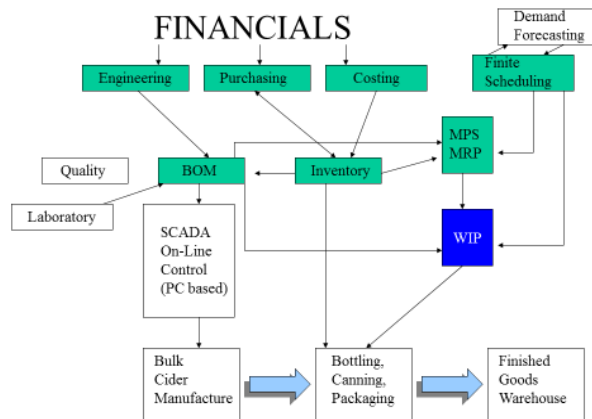 FINANCIALS
Demand
Forecasting
Engineering
Purchasing
Costing
Finite
Scheduling
MPS
MRP
Quality
BOM
Inventory
Laboratory
SCADA
On-Line
Control
(PC based)
WIP
Bulk
Cider
Manufacture
Bottling,
Canning,
Packaging
Finished
Goods
Warehouse